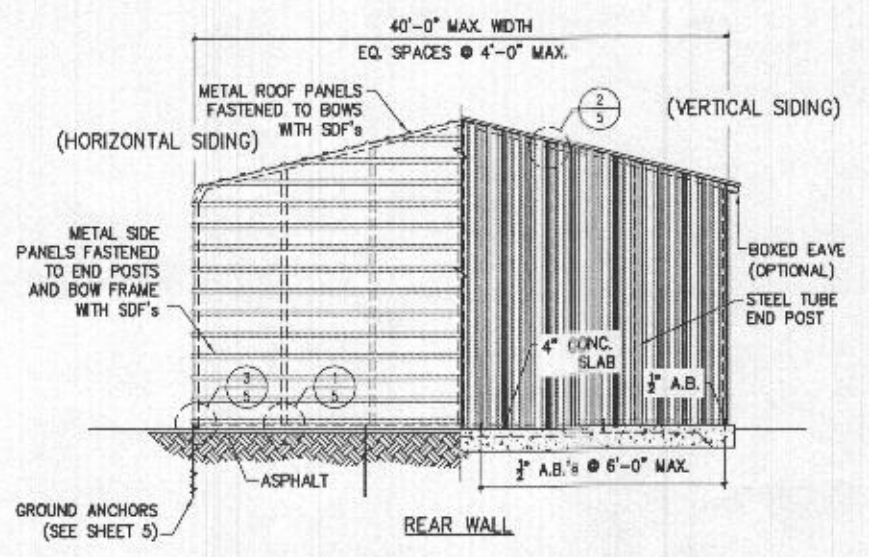 40'-0" MAX. WIDTH
EQ. SPACES @ 4'-0" MAX.
METAL ROOF PANELS
FASTENED TO BOWS
WITH SDF's
2
5
(VERTICAL SIDING)
(HORIZONTAL SIDING)
METAL SIDE
PANELS FASTENED
TO END POSTS
AND BOW FRAME
WITH SDF's
BOXED EAVE
(OPTIONAL)
STEEL TUBE
END POST
4" CONC.
SLAB
½" A.B.
3
5
1
5
ASPHALT
½" A.B.'s @ 6'-0" MAX.
GROUND ANCHORS
(SEE SHEET 5)
REAR WALL